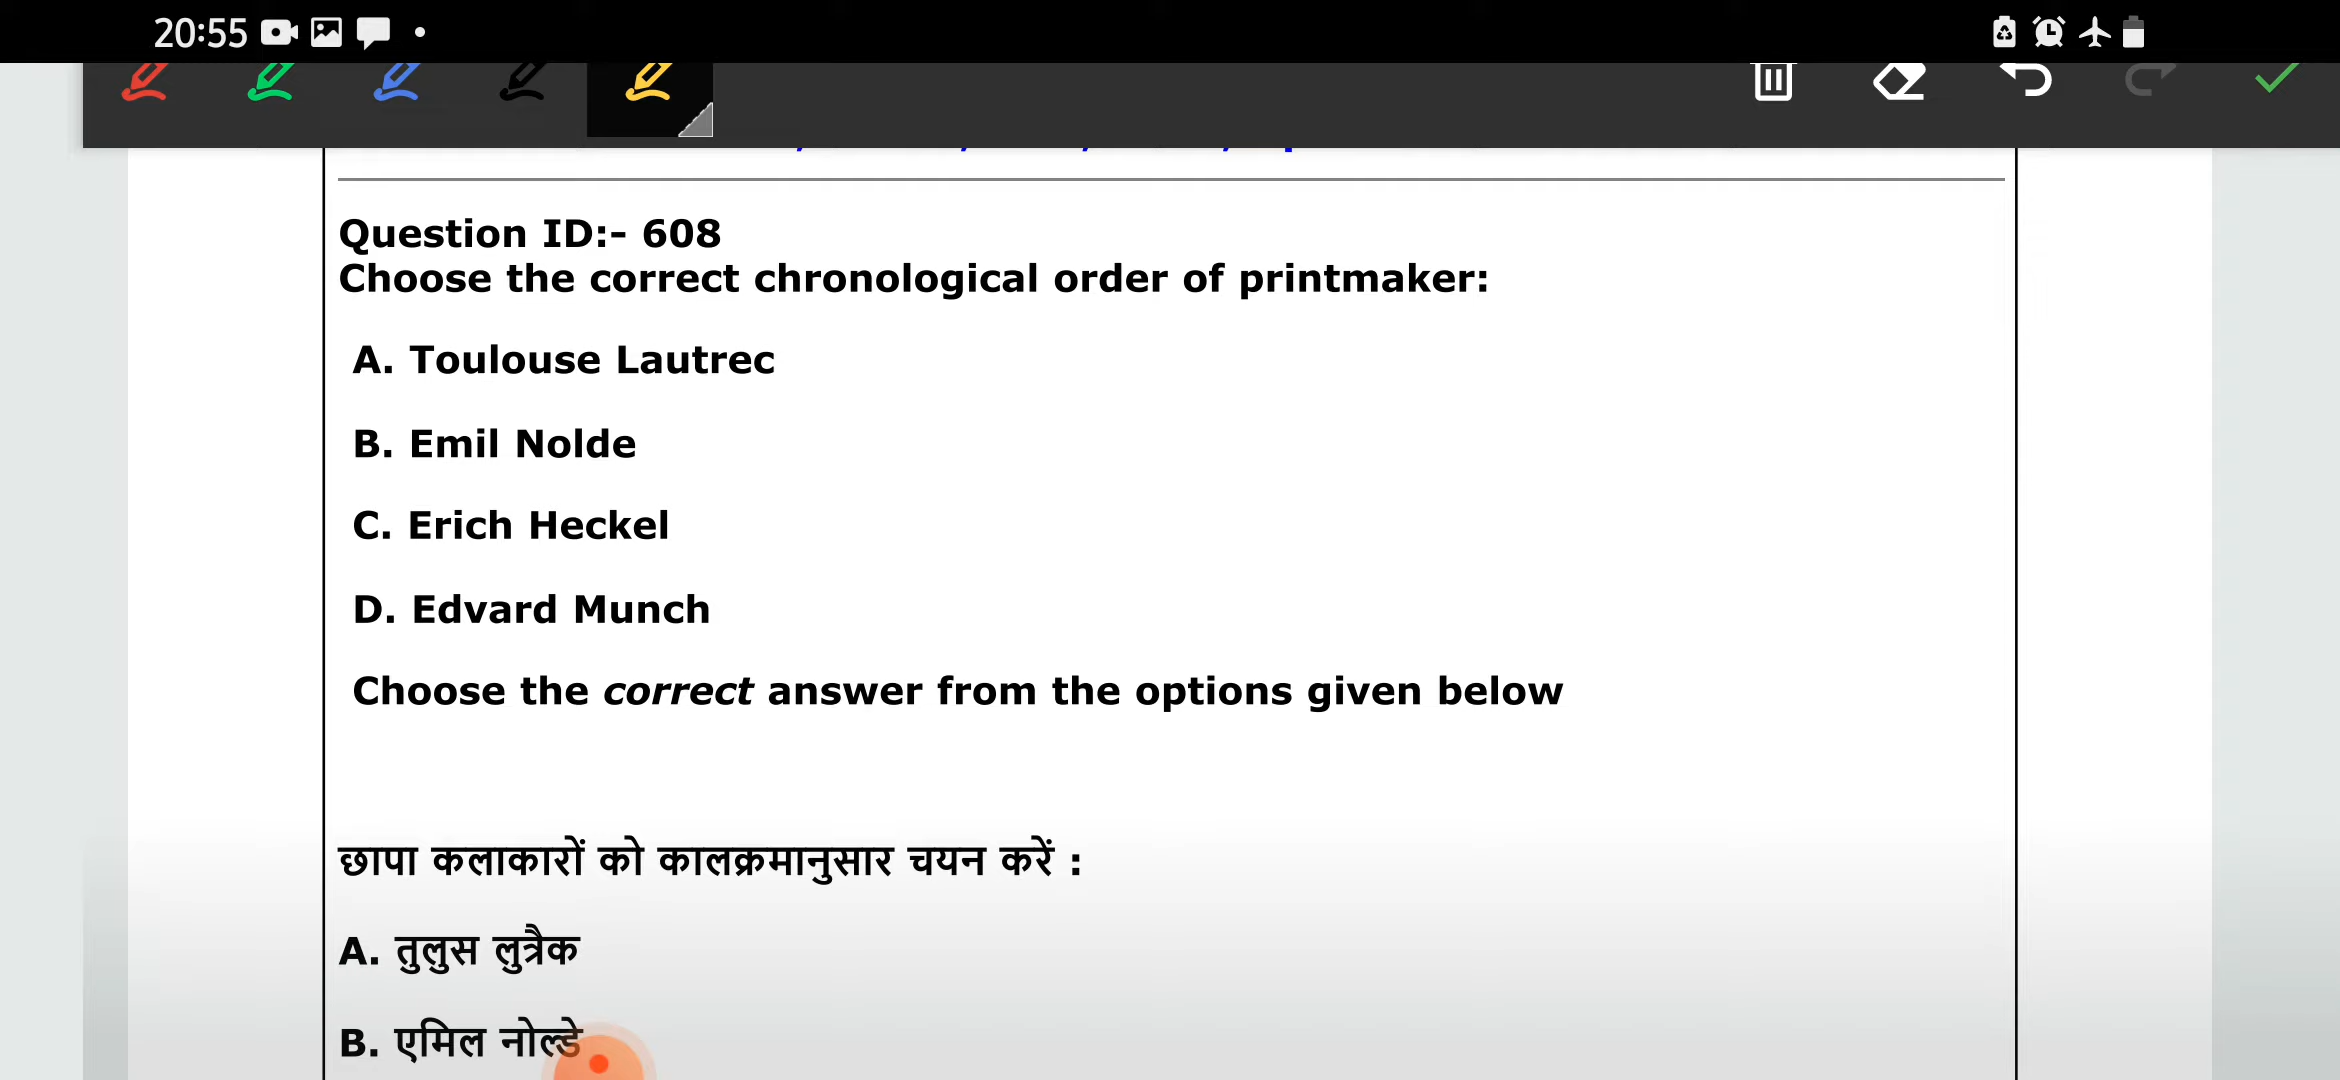 20:55
Question ID:- 608
Choose the correct chronological order of printmaker:
A. Toulouse Lautrec
B. Emil Nolde
C. Erich Heckel
D. Edvard Munch
Choose the correct answer from the options given below
छापा कलाकारों को कालक्रमानुसार चयन करें :
A. तुलुस लुत्रैक
B. एमिल नोल्डे